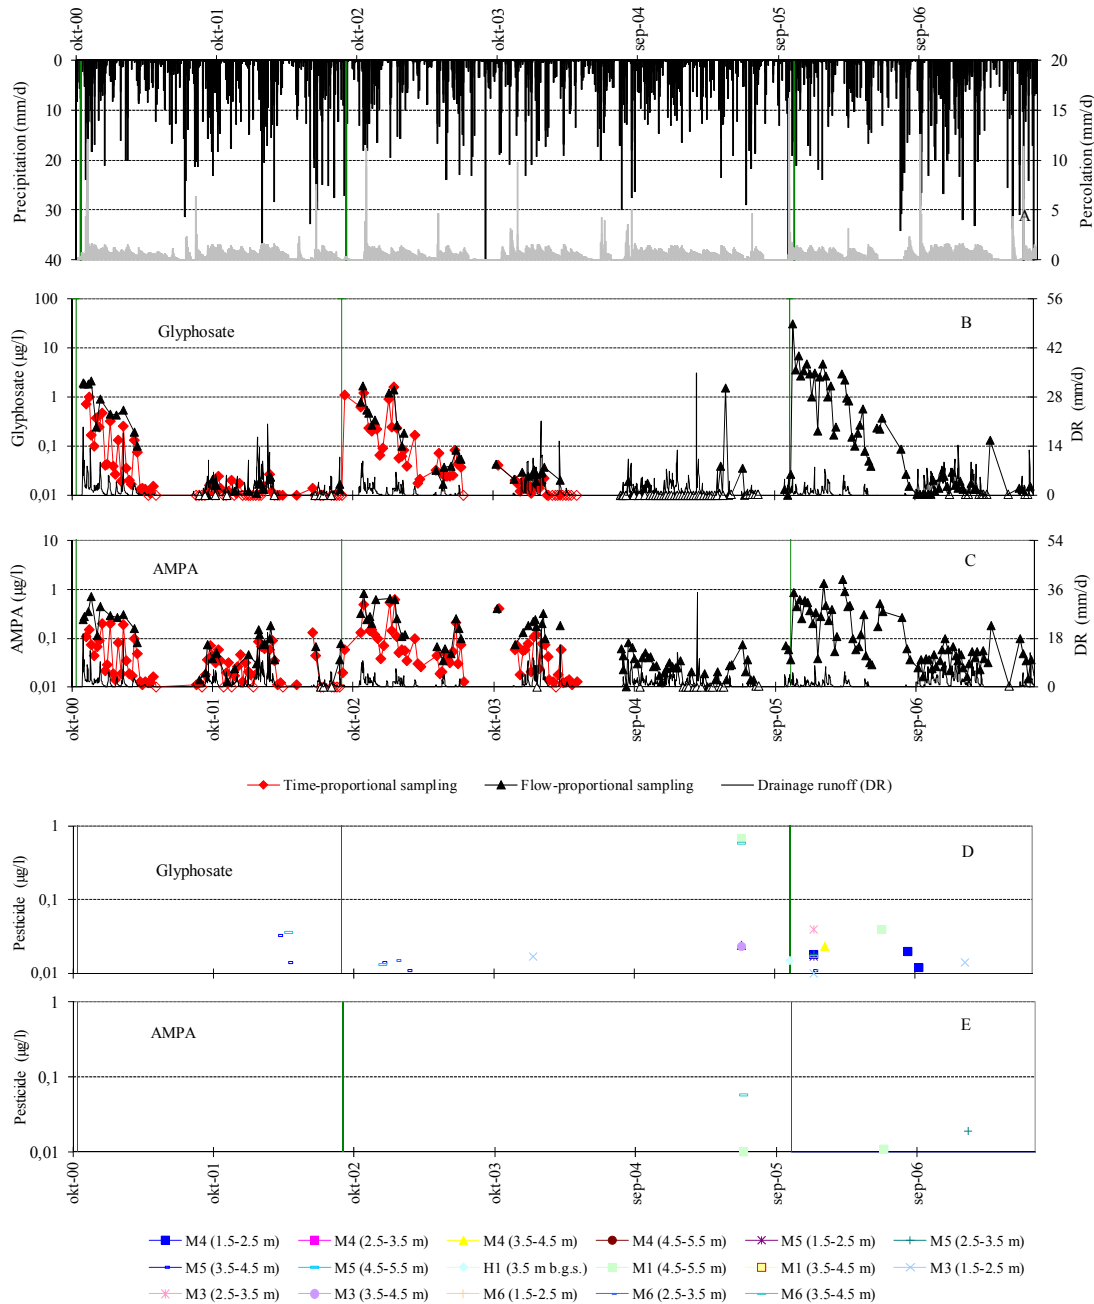 okt-00 okt-01 okt-02 okt-03 sep-04 sep-05 sep-06
Precipitation (mm/d)
0
10
20
30
40
20
15
10
5
0
Percolation (mm/d)
A
Glyphosate (µg/l)
100
10
1
0,1
0,01
Glyphosate
B
56
42
28
14
0
DR (mm/d)
AMPA (µg/l)
10
1
0,1
0,01
AMPA
C
54
36
18
0
DR (mm/d)
okt-00 okt-01 okt-02 okt-03 sep-04 sep-05 sep-06
Time-proportional sampling Flow-proportional sampling Drainage runoff (DR)
Pesticide (µg/l)
1
0,1
0,01
Glyphosate
D
Pesticide (µg/l)
1
0,1
0,01
AMPA
E
okt-00 okt-01 okt-02 okt-03 sep-04 sep-05 sep-06
M4 (1.5-2.5 m) M4 (2.5-3.5 m) M4 (3.5-4.5 m) M4 (4.5-5.5 m) M5 (1.5-2.5 m) M5 (2.5-3.5 m)
M5 (3.5-4.5 m) M5 (4.5-5.5 m) H1 (3.5 m b.g.s.) M1 (4.5-5.5 m) M1 (3.5-4.5 m) M3 (1.5-2.5 m)
M3 (2.5-3.5 m) M3 (3.5-4.5 m) M6 (1.5-2.5 m) M6 (2.5-3.5 m) M6 (3.5-4.5 m)